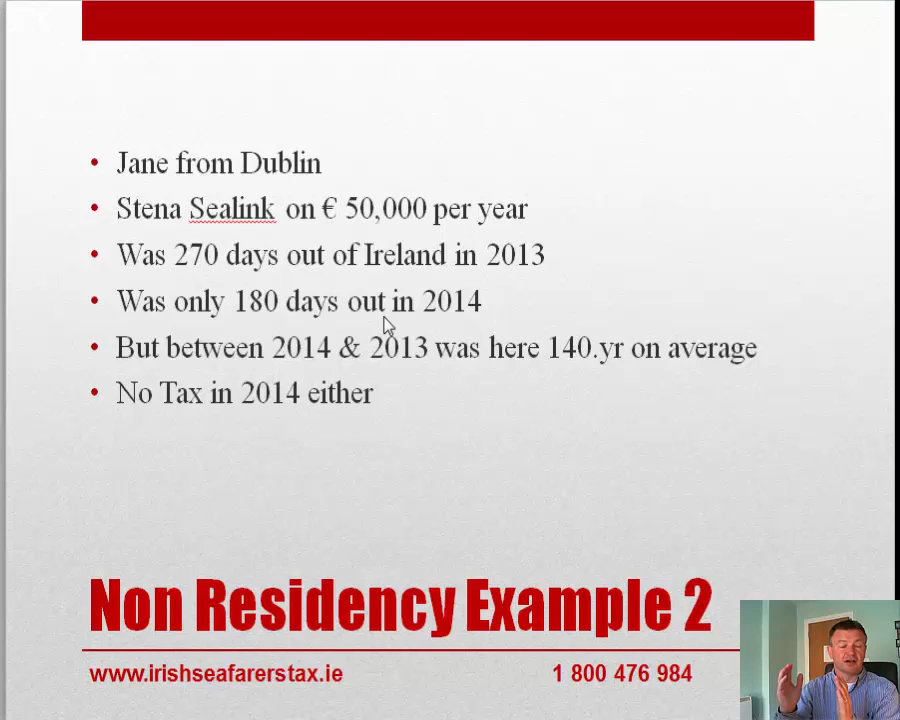 Jane from Dublin
Stena Sealink on € 50,000 per year
Was 270 days out of Ireland in 2013
Was only 180 days out in 2014
But between 2014 & 2013 was here 140.yr on average
No Tax in 2014 either
Non Residency Example 2
www.irishseafarerstax.ie 1 800 476 984